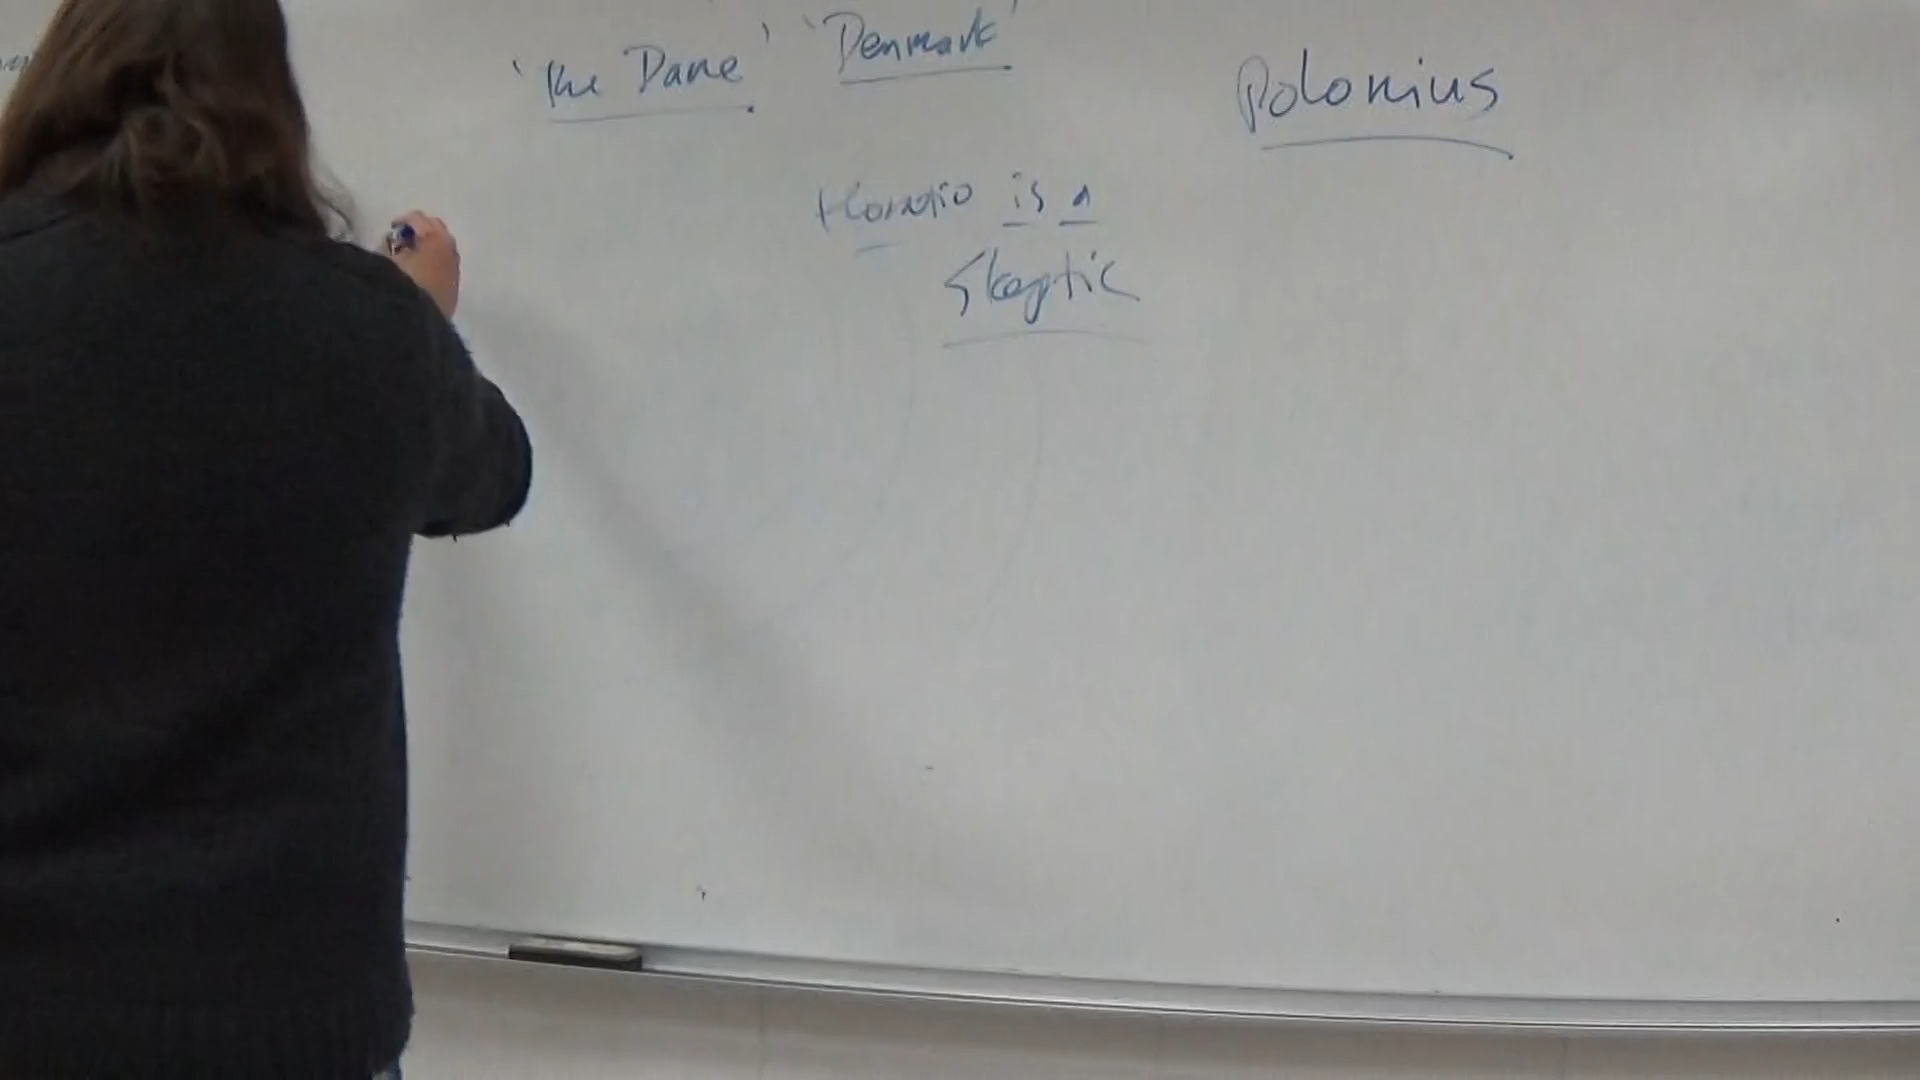 'the Dane' 'Denmark'
Polonius
Horatio is a
Skeptic